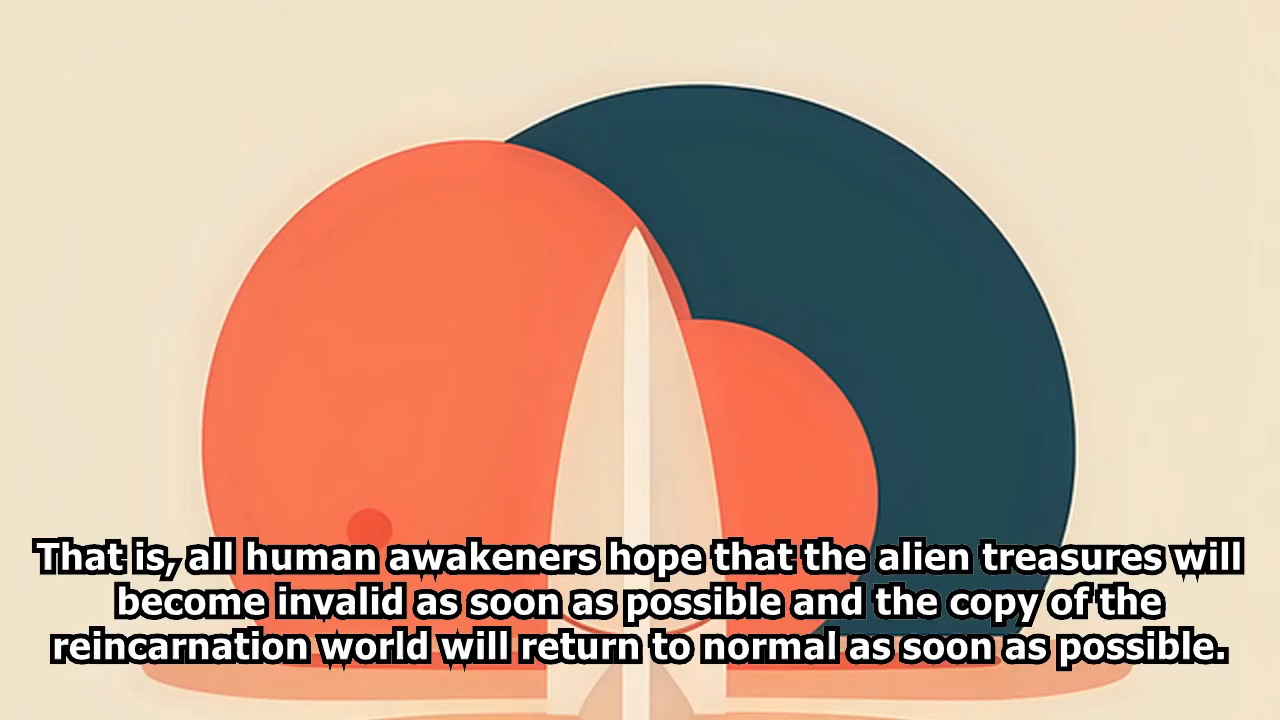 That is, all human awakeners hope that the alien treasures will
become invalid as soon as possible and the copy of the
reincarnation world will return to normal as soon as possible.